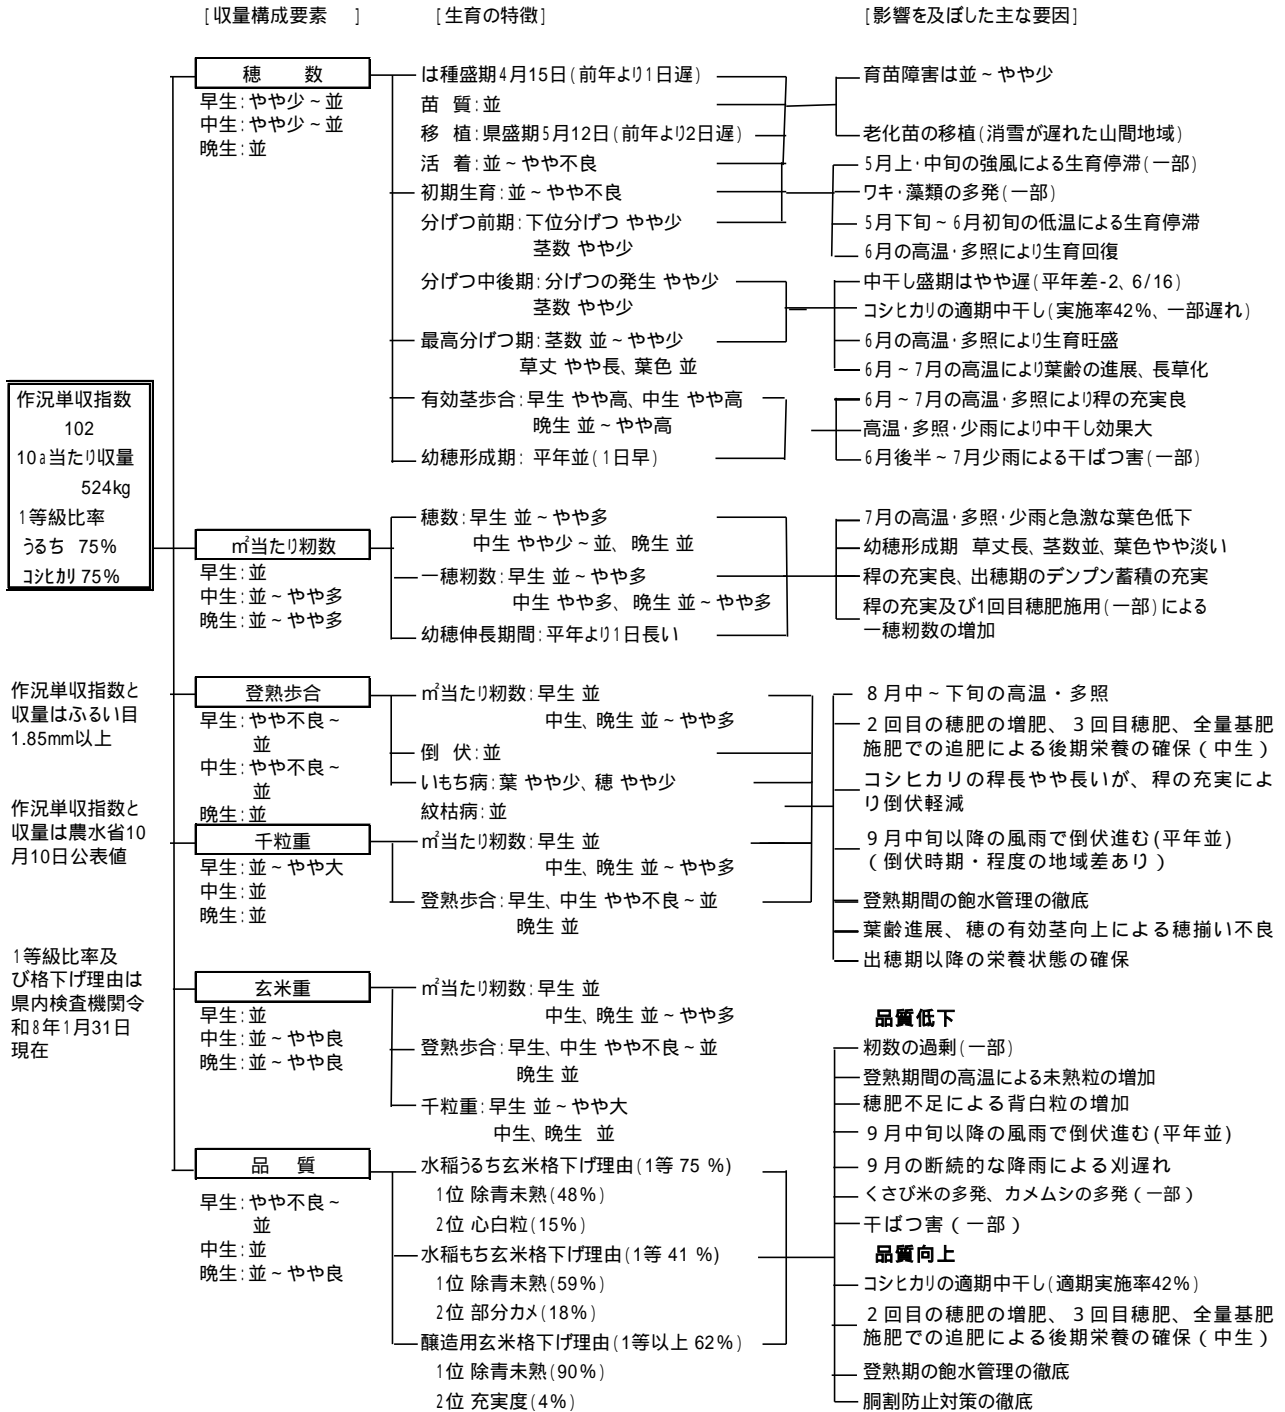 [収量構成要素　]
[生育の特徴]
[影響を及ぼした主な要因]
作況単収指数
102
10a当たり収量
524kg
1等級比率
うるち 75%
コシヒカリ 75%
作況単収指数と
収量はふるい目
1.85mm以上
作況単収指数と
収量は農水省10
月10日公表値
1等級比率及
び格下げ理由は
県内検査機関令
和8年1月31日
現在
穂　数
早生:やや少～並
中生:やや少～並
晩生:並
は種盛期4月15日(前年より1日遅)
苗　質:並
移　植:県盛期5月12日(前年より2日遅)
活　着:並～やや不良
初期生育:並～やや不良
分げつ前期:下位分げつ やや少
茎数 やや少
分げつ中後期:分げつの発生 やや少
茎数 やや少
最高分げつ期:茎数 並～やや少
草丈 やや長、葉色 並
有効茎歩合:早生 やや高、中生 やや高
晩生 並～やや高
幼穂形成期: 平年並(1日早)
育苗障害は並～やや少
老化苗の移植(消雪が遅れた山間地域)
5月上･中旬の強風による生育停滞(一部)
ワキ･藻類の多発(一部)
5月下旬～6月初旬の低温による生育停滞
6月の高温･多照により生育回復
中干し盛期はやや遅(平年差-2、6/16)
コシヒカリの適期中干し(実施率42%、一部遅れ)
6月の高温･多照により生育旺盛
6月～7月の高温により葉齢の進展、長草化
6月～7月の高温･多照により稈の充実良
高温･多照･少雨により中干し効果大
6月後半～7月少雨による干ばつ害(一部)
㎡当たり籾数
早生:並
中生:並～やや多
晩生:並～やや多
穂数:早生 並～やや多
中生 やや少～並、晩生 並
一穂籾数:早生 並～やや多
中生 やや多、晩生 並～やや多
幼穂伸長期間:平年より1日長い
7月の高温･多照･少雨と急激な葉色低下
幼穂形成期　草丈長、茎数並、葉色やや淡い
稈の充実良、出穂期のデンプン蓄積の充実
稈の充実及び1回目穂肥施用(一部)による
一穂籾数の増加
登熟歩合
早生:やや不良～
並
中生:やや不良～
並
晩生:並
㎡当たり籾数:早生 並
中生、晩生 並～やや多
倒　伏:並
いもち病:葉 やや少、穂 やや少
紋枯病:並
千粒重
早生:並～やや大
中生:並
晩生:並
㎡当たり籾数:早生 並
中生、晩生 並～やや多
登熟歩合:早生、中生 やや不良～並
晩生 並
８月中～下旬の高温・多照
２回目の穂肥の増肥、３回目穂肥、全量基肥
施肥での追肥による後期栄養の確保（中生）
コシヒカリの稈長やや長いが、稈の充実によ
り倒伏軽減
９月中旬以降の風雨で倒伏進む(平年並)
（倒伏時期・程度の地域差あり）
登熟期間の飽水管理の徹底
葉齢進展、穂の有効茎向上による穂揃い不良
出穂期以降の栄養状態の確保
玄米重
早生:並
中生:並～やや良
晩生:並～やや良
㎡当たり籾数:早生 並
中生、晩生 並～やや多
登熟歩合:早生、中生 やや不良～並
晩生 並
千粒重:早生 並～やや大
中生、晩生　並
品　質
早生:やや不良～
並
中生:並
晩生:並～やや良
水稲うるち玄米格下げ理由(1等 75 %)
1位 除青未熟(48%)
2位 心白粒(15%)
水稲もち玄米格下げ理由(1等 41 %)
1位 除青未熟(59%)
2位 部分カメ(18%)
醸造用玄米格下げ理由(1等以上 62%)
1位 除青未熟(90%)
2位 充実度(4%)
品質低下
籾数の過剰(一部)
登熟期間の高温による未熟粒の増加
穂肥不足による背白粒の増加
９月中旬以降の風雨で倒伏進む(平年並)
９月の断続的な降雨による刈遅れ
くさび米の多発、カメムシの多発（一部）
干ばつ害（一部）
品質向上
コシヒカリの適期中干し(適期実施率42%)
２回目の穂肥の増肥、３回目穂肥、全量基肥
施肥での追肥による後期栄養の確保（中生）
登熟期の飽水管理の徹底
胴割防止対策の徹底